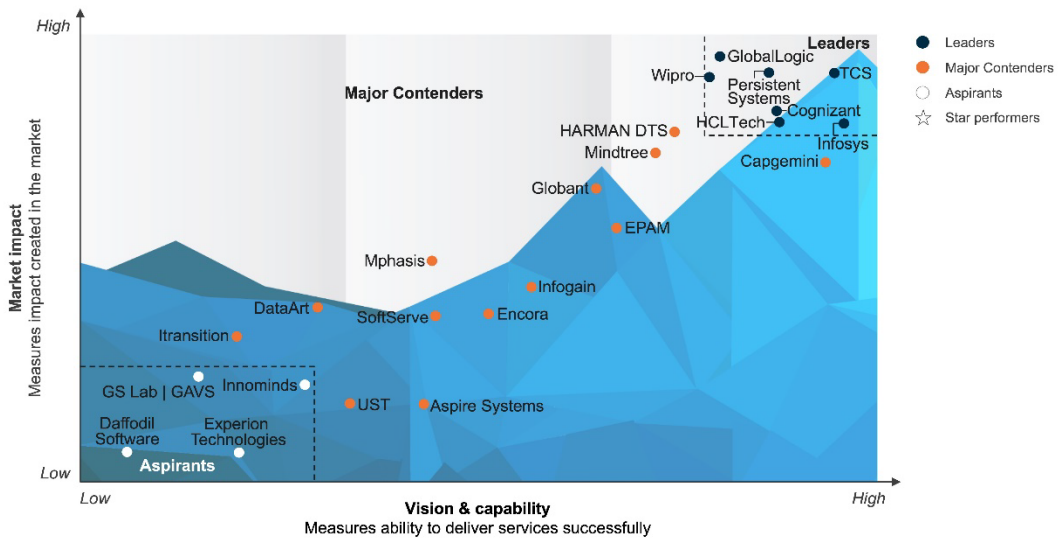 High
Leaders
Leaders
Major Contenders
Aspirants
Star performers
Major Contenders
GlobalLogic
Wipro
Persistent
Systems
TCS
Cognizant
HCLTech
Infosys
HARMAN DTS
Mindtree
Capgemini
Globant
EPAM
Mphasis
Infogain
DataArt
SoftServe
Encora
Itransition
GS Lab | GAVS
Innominds
UST
Aspire Systems
Daffodil
Software
Experion
Technologies
Aspirants
Market impact
Measures impact created in the market
Low
Low
High
Vision & capability
Measures ability to deliver services successfully